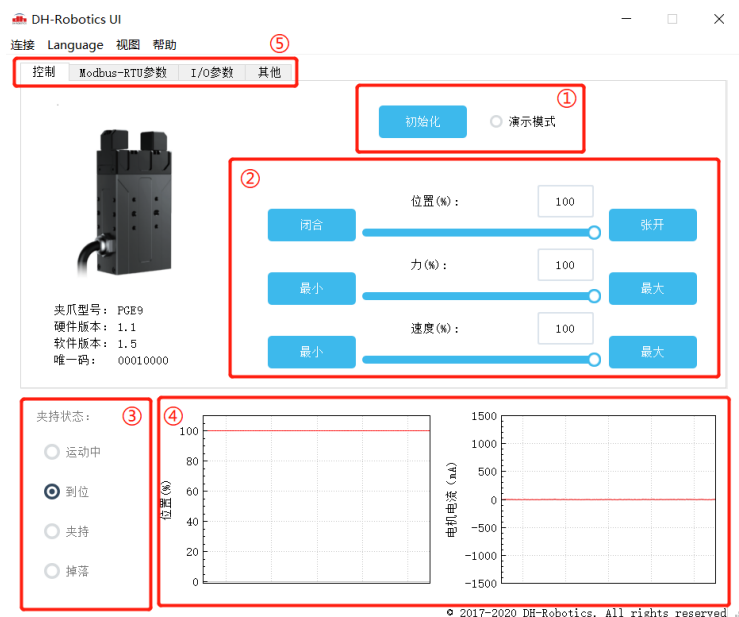 DH-Robotics UI
连接 Language 视图 帮助
⑤
控制 Modbus-RTU参数 I/O参数 其他
①
初始化 演示模式
②
位置(%): 100
闭合 张开
力(%): 100
最小 最大
速度(%): 100
最小 最大
夹爪型号: PGE9
硬件版本: 1.1
软件版本: 1.5
唯一码: 00010000
③
夹持状态:
运动中
到位
夹持
掉落
④
位置(%)
100
80
60
40
20
0
电机电流 (mA)
1500
1000
500
0
-500
-1000
-1500
© 2017-2020 DH-Robotics. All rights reserved